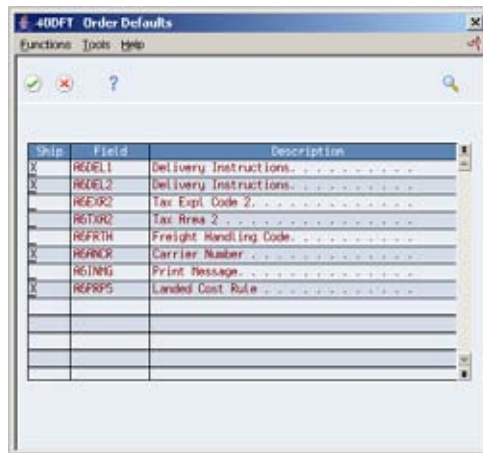 40DFT Order Defaults
Functions Tools Help
?
Ship Field Description
X A6DEL1 Delivery Instructions. . . . . . . . . . . . .
X A6DEL2 Delivery Instructions. . . . . . . . . . . . .
_ A6EXR2 Tax Expl Code 2. . . . . . . . . . . . . . . .
_ A6TXA2 Tax Area 2 . . . . . . . . . . . . . . . . . .
_ A6FRTH Freight Handling Code. . . . . . . . . . . . .
X A6ANCR Carrier Number . . . . . . . . . . . . . . . .
_ A6INMG Print Message. . . . . . . . . . . . . . . . .
X A6PRP5 Landed Cost Rule . . . . . . . . . . . . . . .